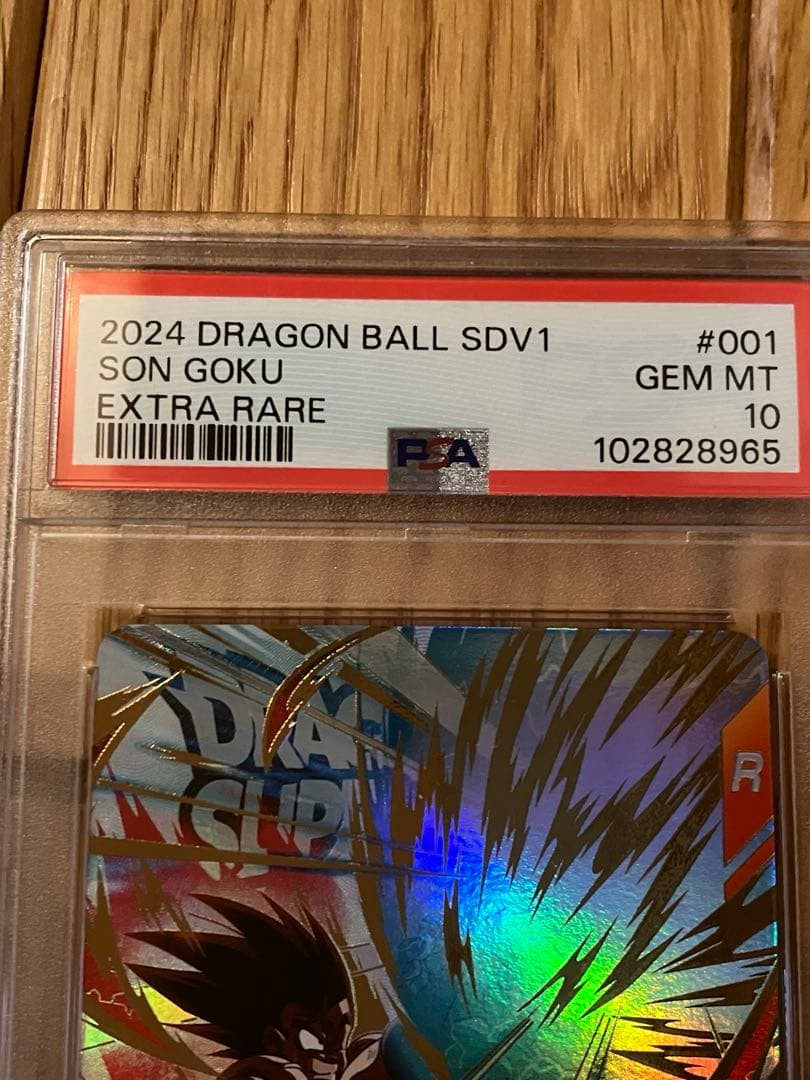 2024 DRAGON BALL SDV1 #001
SON GOKU GEM MT
EXTRA RARE 10
PSA 102828965
R